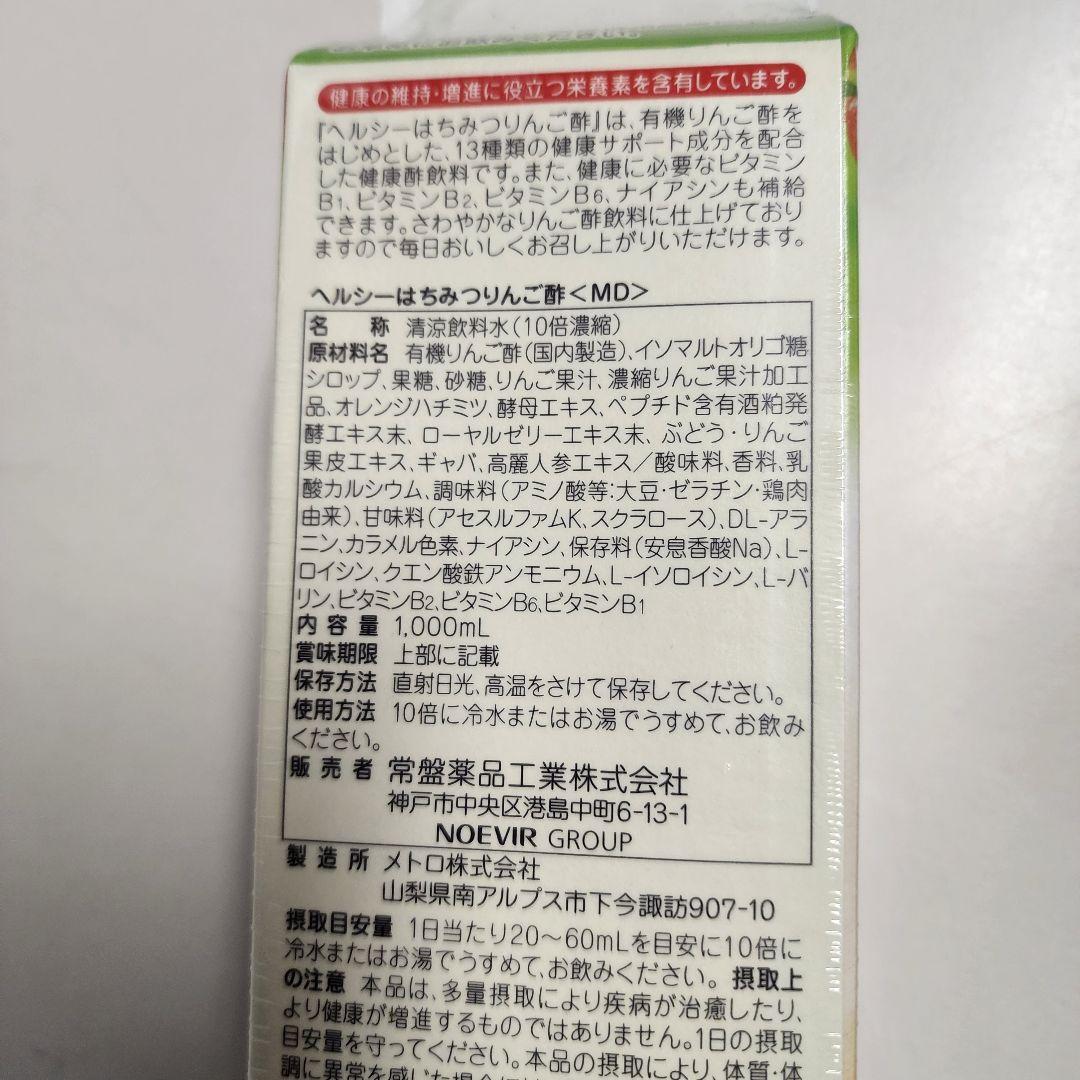 健康の維持・増進に役立つ栄養素を含有しています。
『ヘルシーはちみつりんご酢』は、有機りんご酢を
はじめとした、13種類の健康サポート成分を配合
した健康酢飲料です。また、健康に必要なビタミン
B1、ビタミンB2、ビタミンB6、ナイアシンも補給
できます。さわやかなりんご酢飲料に仕上げており
ますので毎日おいしくお召し上がりいただけます。
ヘルシーはちみつりんご酢<MD>
名 称 清涼飲料水(10倍濃縮)
原材料名 有機りんご酢(国内製造)、イソマルトオリゴ糖
シロップ、果糖、砂糖、りんご果汁、濃縮りんご果汁加工
品、オレンジハチミツ、酵母エキス、ペプチド含有酒粕発
酵エキス末、ローヤルゼリーエキス末、ぶどう・りんご
果皮エキス、ギャバ、高麗人参エキス/酸味料、香料、乳
酸カルシウム、調味料(アミノ酸等:大豆・ゼラチン・鶏肉
由来)、甘味料(アセスルファムK、スクラロース)、DL-アラ
ニン、カラメル色素、ナイアシン、保存料(安息香酸Na)、L-
ロイシン、クエン酸鉄アンモニウム、L-イソロイシン、L-バ
リン、ビタミンB2、ビタミンB6、ビタミンB1
内容量 1,000mL
賞味期限 上部に記載
保存方法 直射日光、高温をさけて保存してください。
使用方法 10倍に冷水またはお湯でうすめて、お飲み
ください。
販売者 常盤薬品工業株式会社
神戸市中央区港島中町6-13-1
NOEVIR GROUP
製造所 メトロ株式会社
山梨県南アルプス市下今諏訪907-10
摂取目安量 1日当たり20〜60mLを目安に10倍に
冷水またはお湯でうすめて、お飲みください。 摂取上
の注意 本品は、多量摂取により疾病が治癒したり、
より健康が増進するものではありません。1日の摂取
目安量を守ってください。本品の摂取により、体質・体
調に異常を感じた場合